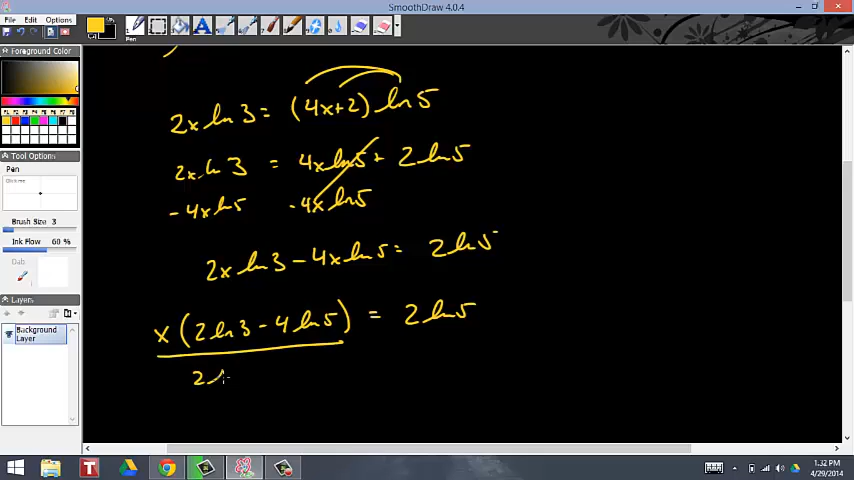 SmoothDraw 4.0.4
File Edit Options
Foreground Color
Pen
2x ln 3 = (4x+2) ln 5
Tool Options
Pen
2x ln 3 = 4x ln 5 + 2 ln 5
- 4x ln 5 - 4x ln 5
Brush Size 3
Ink Flow 60 %
2x ln 3 - 4x ln 5 = 2 ln 5
Dab
Layers
x (2 ln 3 - 4 ln 5) = 2 ln 5
Background Layer
2
1:32 PM
4/29/2014